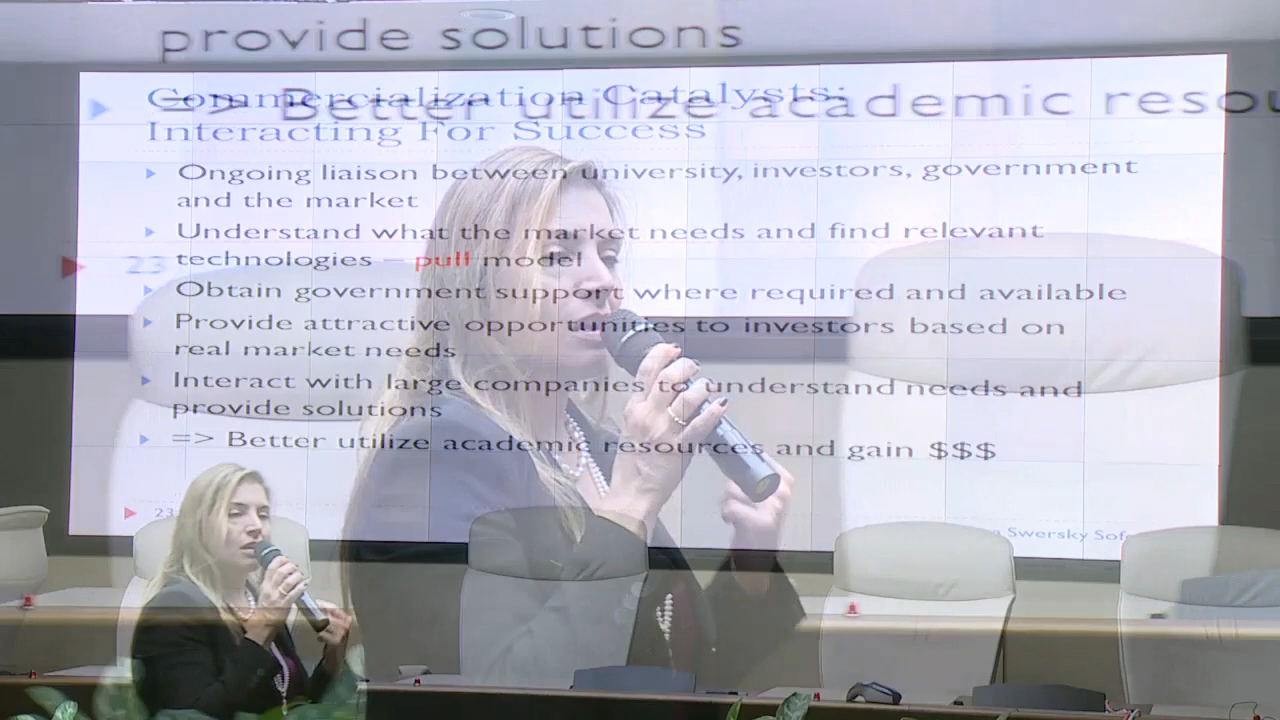 provide solutions
=> Better utilize academic
23
Commercialization Catalysts:
Interacting For Success
Ongoing liaison between university, investors, government
and the market
Understand what the market needs and find relevant
technologies – pull model
Obtain government support where required and available
Provide attractive opportunities to investors based on
real market needs
Interact with large companies to understand needs and
provide solutions
=> Better utilize academic resources and gain $$$
23
Swersky